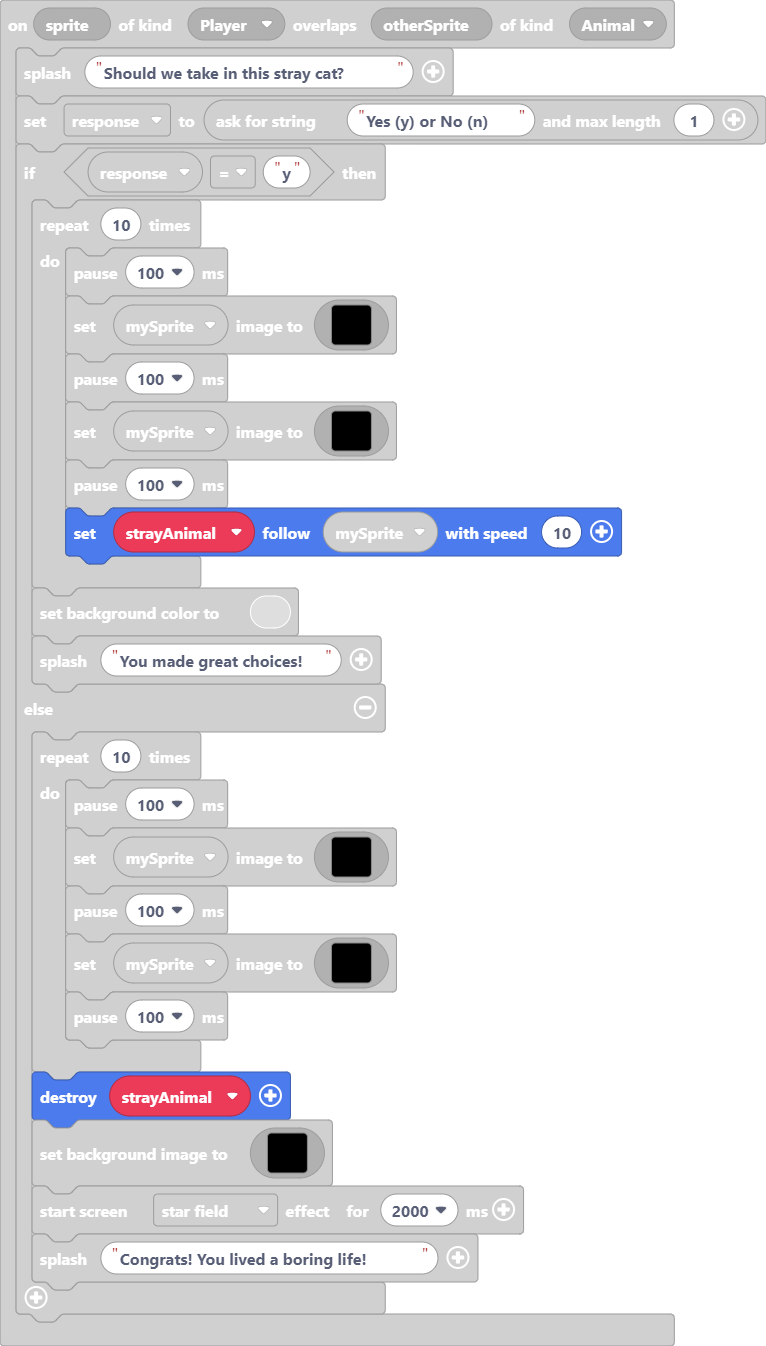 on sprite of kind Player overlaps otherSprite of kind Animal
splash "Should we take in this stray cat? "
set response to ask for string "Yes (y) or No (n) " and max length 1
if response = "y" then
repeat 10 times
do
pause 100 ms
set mySprite image to
pause 100 ms
set mySprite image to
pause 100 ms
set strayAnimal follow mySprite with speed 10
set background color to
splash "You made great choices! "
else
repeat 10 times
do
pause 100 ms
set mySprite image to
pause 100 ms
set mySprite image to
pause 100 ms
destroy strayAnimal
set background image to
start screen star field effect for 2000 ms
splash "Congrats! You lived a boring life! "